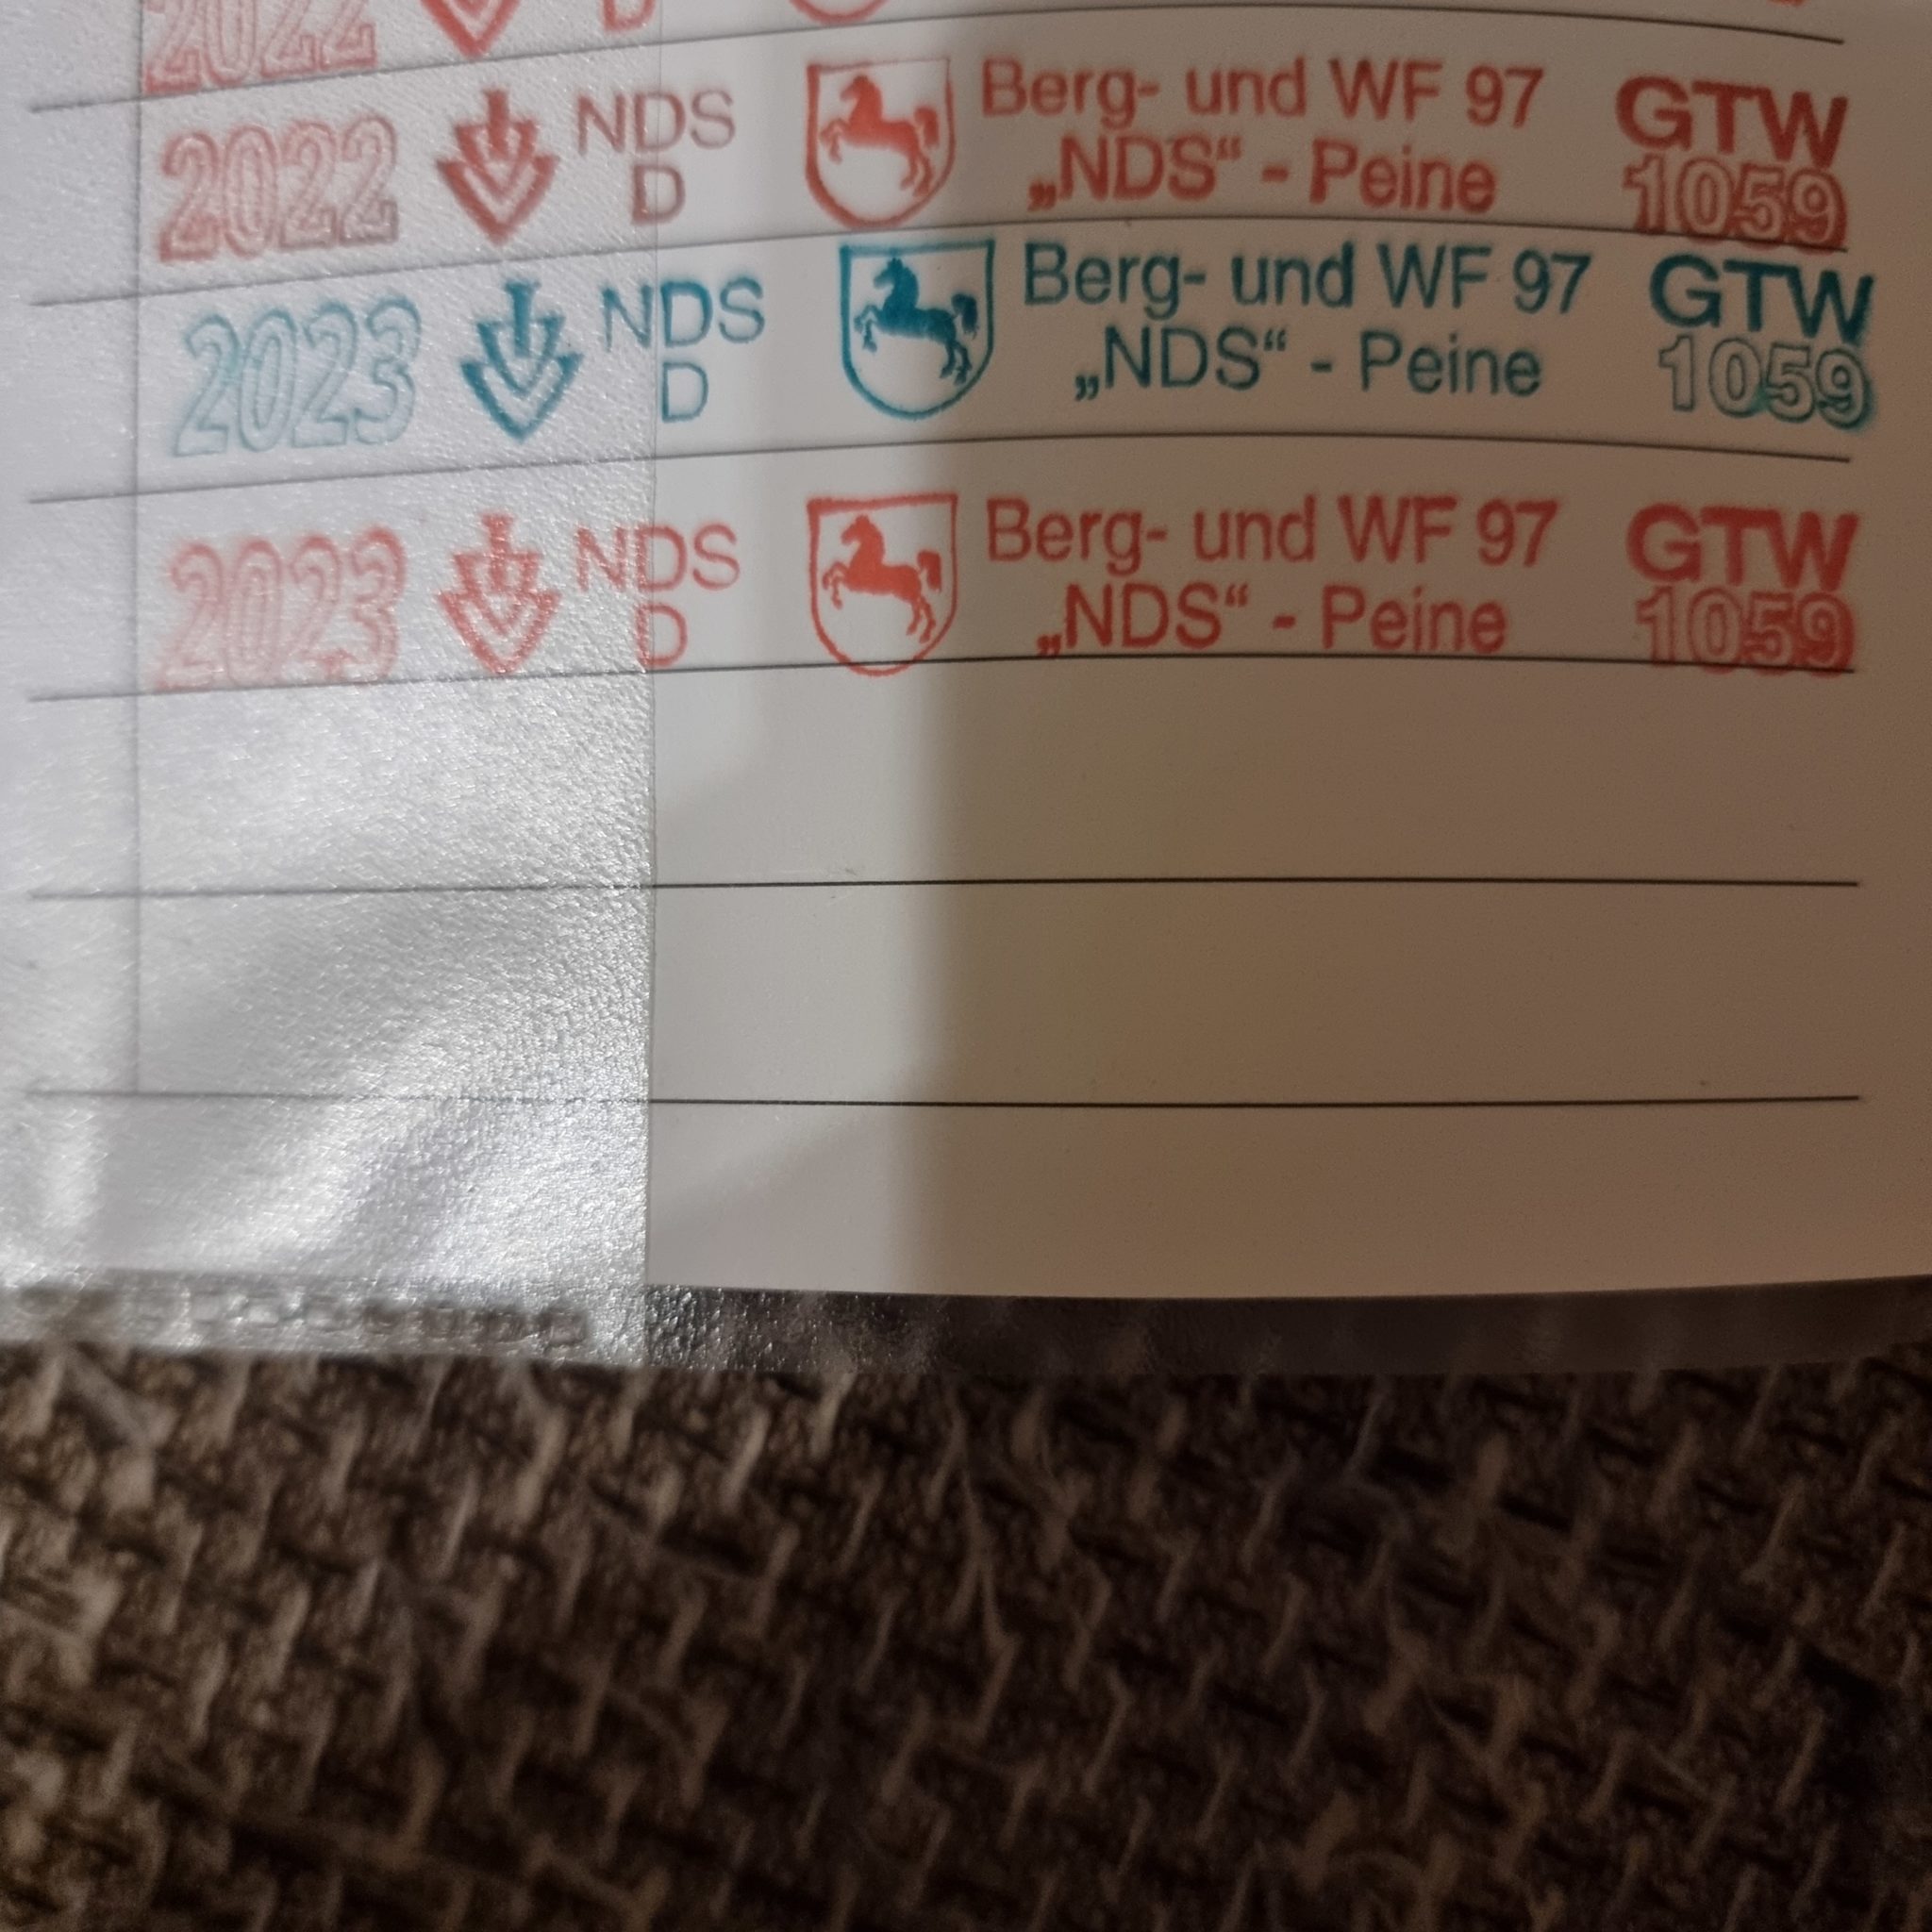 2022 D
2022 NDS Berg- und WF 97 GTW
D „NDS“ - Peine 1059
2023 NDS Berg- und WF 97 GTW
D „NDS“ - Peine 1059
2023 NDS Berg- und WF 97 GTW
D „NDS“ - Peine 1059